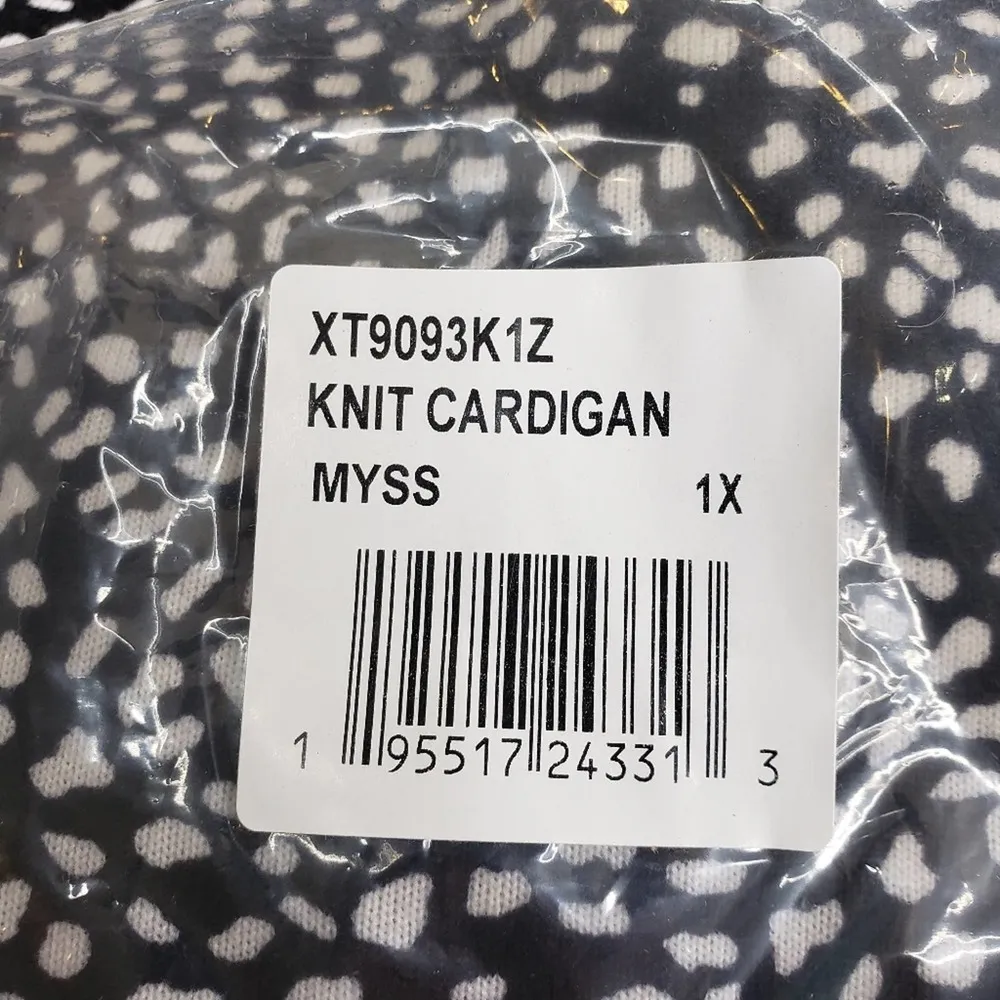 XT9093K1Z
KNIT CARDIGAN
MYSS 1X
1 95517 24331 3